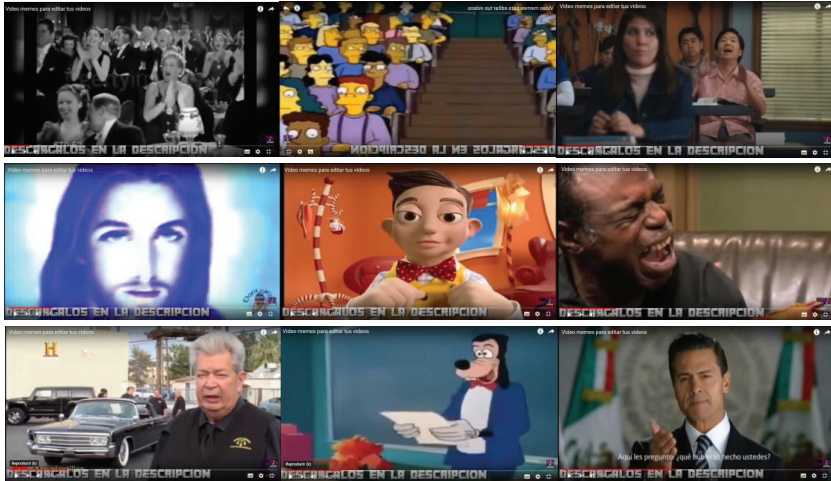 Video memes para editar tus videos
DESCARGALOS EN LA DESCRIPCION
Video memes para editar tus videos
DESCARGALOS EN LA DESCRIPCION
Video memes para editar tus videos
DESCARGALOS EN LA DESCRIPCION
Video memes para editar tus videos
DESCARGALOS EN LA DESCRIPCION
Video memes para editar tus videos
DESCARGALOS EN LA DESCRIPCION
Video memes para editar tus videos
DESCARGALOS EN LA DESCRIPCION
Video memes para editar tus videos
H
Reproducir (k)
DESCARGALOS EN LA DESCRIPCION
Video memes para editar tus videos
Reproducir (k)
DESCARGALOS EN LA DESCRIPCION
Video memes para editar tus videos
Aquí les pregunto: ¿qué hubieran hecho ustedes?
DESCARGALOS EN LA DESCRIPCION